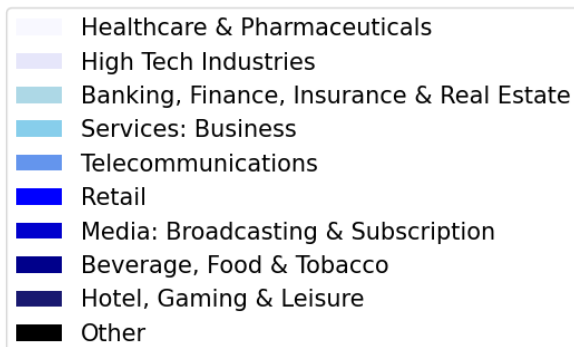 Healthcare & Pharmaceuticals
High Tech Industries
Banking, Finance, Insurance & Real Estate
Services: Business
Telecommunications
Retail
Media: Broadcasting & Subscription
Beverage, Food & Tobacco
Hotel, Gaming & Leisure
Other